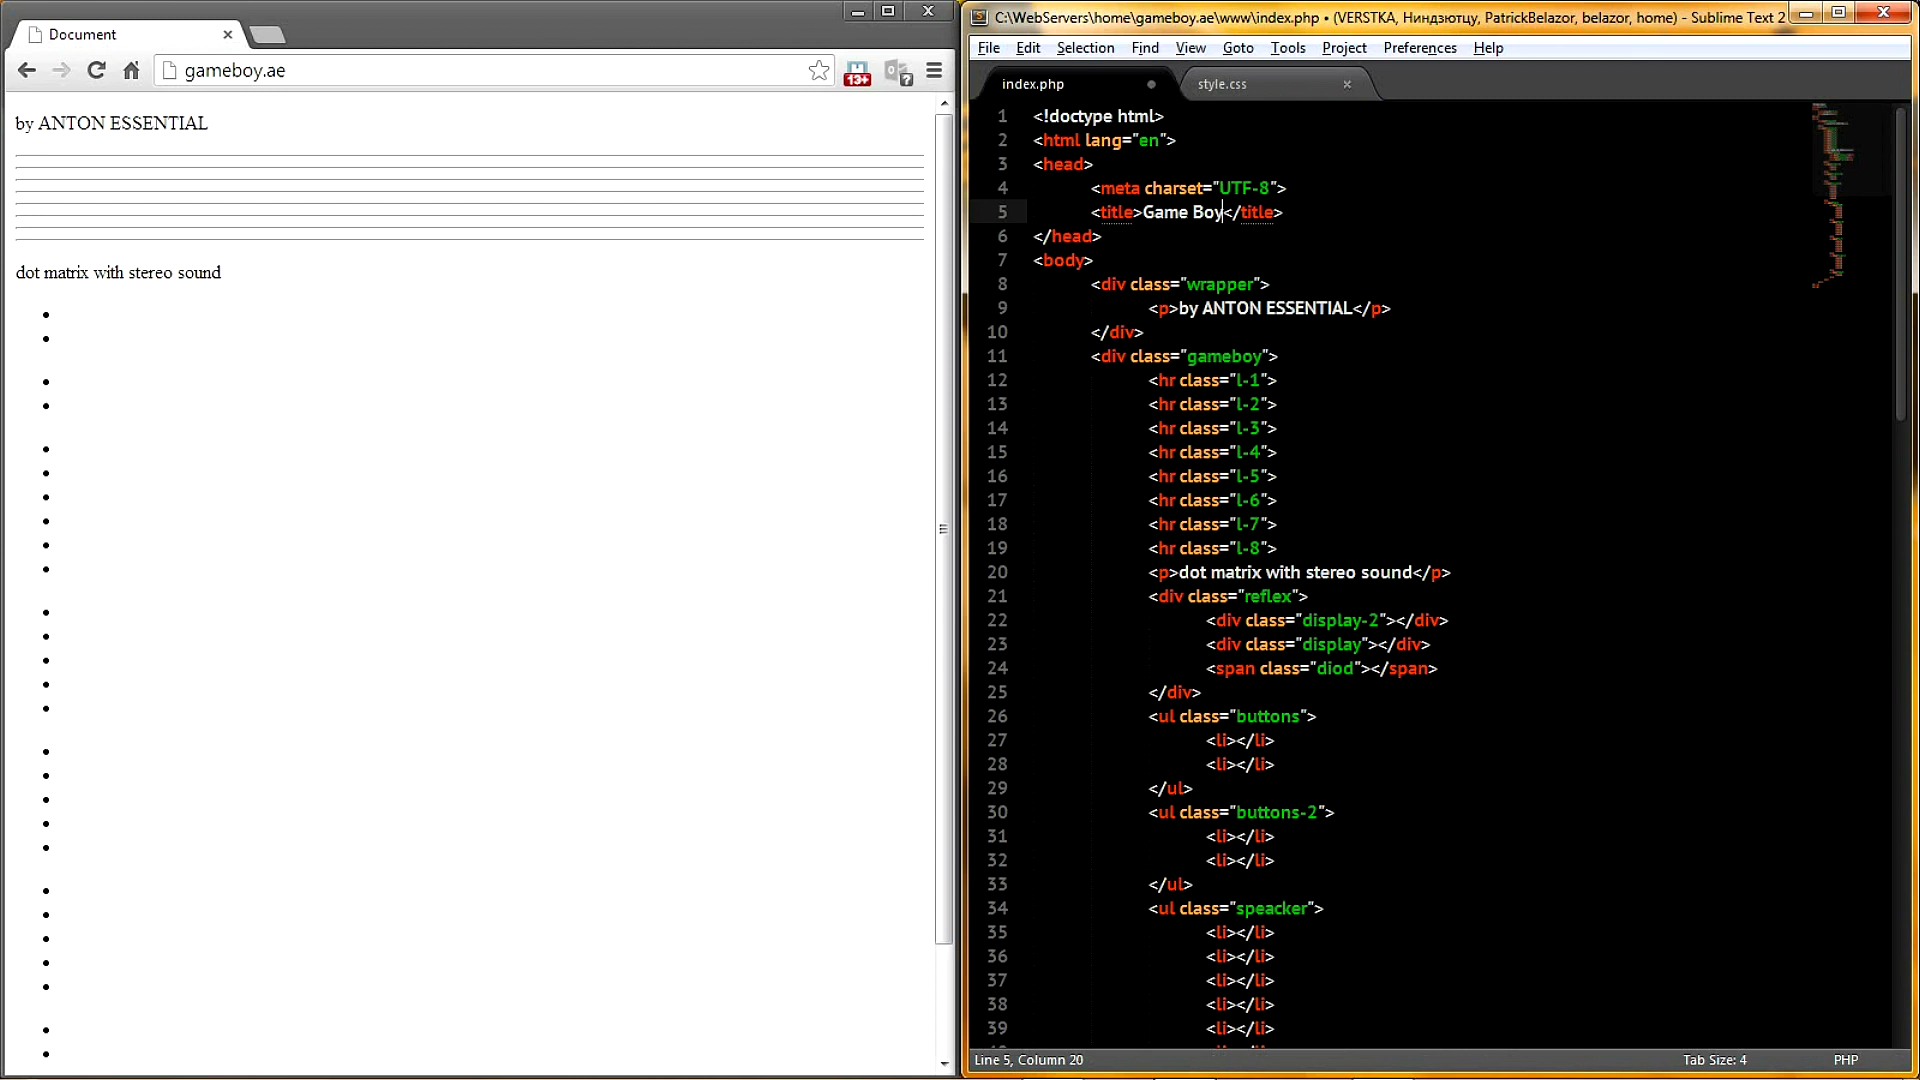 Document
gameboy.ae
13+
by ANTON ESSENTIAL
dot matrix with stereo sound
C:\WebServers\home\gameboy.ae\www\index.php • (VERSTKA, Ниндзютцу, PatrickBelazor, belazor, home) - Sublime Text 2
File Edit Selection Find View Goto Tools Project Preferences Help
index.php style.css
1 <!doctype html>
2 <html lang="en">
3 <head>
4 <meta charset="UTF-8">
5 <title>Game Boy</title>
6 </head>
7 <body>
8 <div class="wrapper">
9 <p>by ANTON ESSENTIAL</p>
10 </div>
11 <div class="gameboy">
12 <hr class="l-1">
13 <hr class="l-2">
14 <hr class="l-3">
15 <hr class="l-4">
16 <hr class="l-5">
17 <hr class="l-6">
18 <hr class="l-7">
19 <hr class="l-8">
20 <p>dot matrix with stereo sound</p>
21 <div class="reflex">
22 <div class="display-2"></div>
23 <div class="display"></div>
24 <span class="diod"></span>
25 </div>
26 <ul class="buttons">
27 <li></li>
28 <li></li>
29 </ul>
30 <ul class="buttons-2">
31 <li></li>
32 <li></li>
33 </ul>
34 <ul class="speacker">
35 <li></li>
36 <li></li>
37 <li></li>
38 <li></li>
39 <li></li>
Line 5, Column 20 Tab Size: 4 PHP